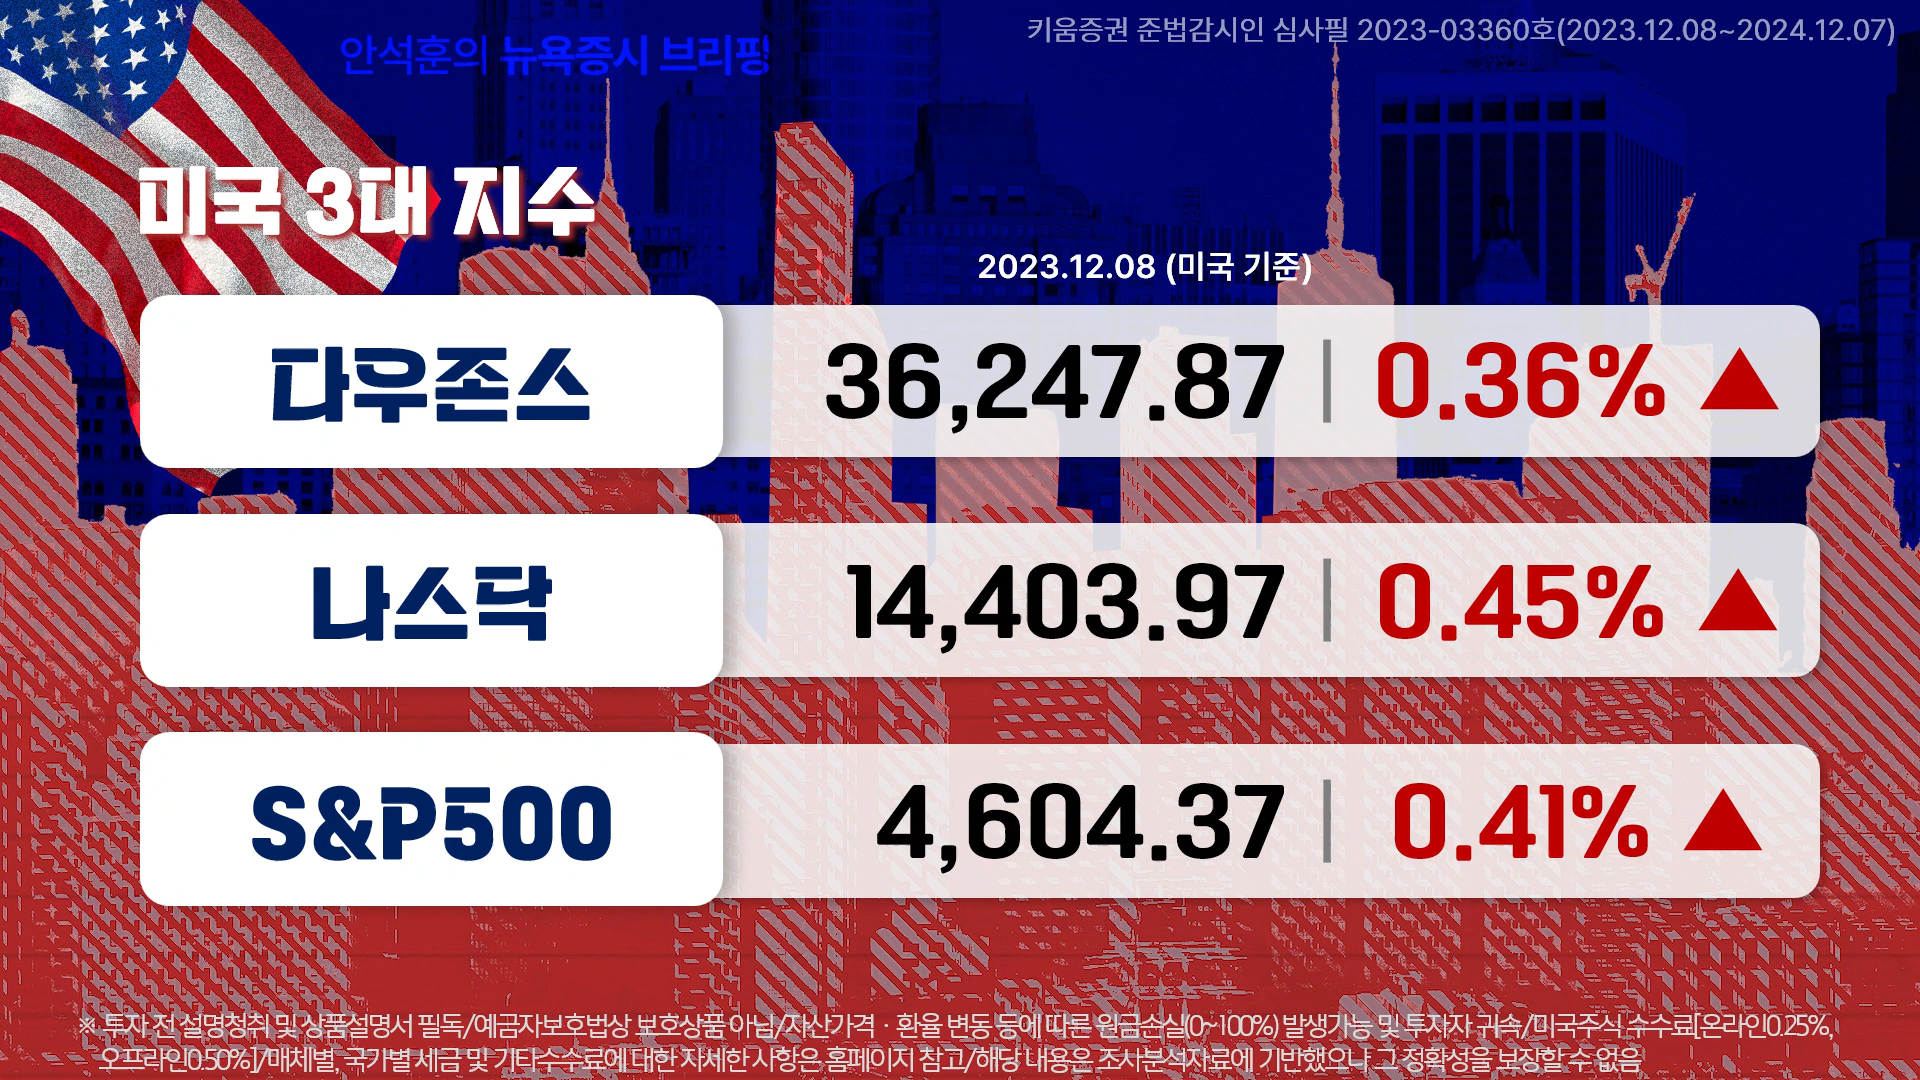 키움증권 준법감시인 심사필 2023-03360호(2023.12.08~2024.12.07)
안석훈의 뉴욕증시 브리핑
미국 3대 지수
2023.12.08 (미국 기준)
다우존스 36,247.87 | 0.36% ▲
나스닥 14,403.97 | 0.45% ▲
S&P500 4,604.37 | 0.41% ▲
※ 투자 전 설명청취 및 상품설명서 필독/예금자보호법상 보호상품 아님/자산가격 · 환율 변동 등에 따른 원금손실(0~100%) 발생가능 및 투자자 귀속/미국주식 수수료[온라인0.25%,
오프라인0.50%]/매체별, 국가별 세금 및 기타수수료에 대한 자세한 사항은 홈페이지 참고/해당 내용은 조사분석자료에 기반했으나 그 정확성을 보장할 수 없음